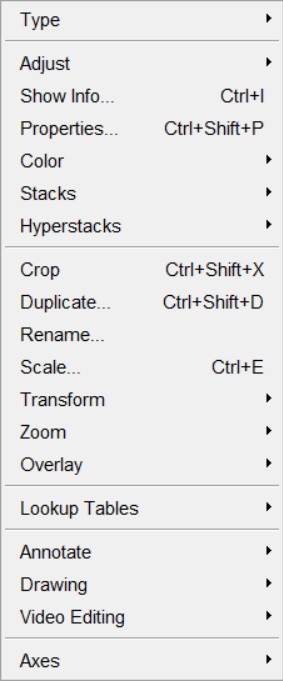 Type
Adjust
Show Info... Ctrl+I
Properties... Ctrl+Shift+P
Color
Stacks
Hyperstacks
Crop Ctrl+Shift+X
Duplicate... Ctrl+Shift+D
Rename...
Scale... Ctrl+E
Transform
Zoom
Overlay
Lookup Tables
Annotate
Drawing
Video Editing
Axes